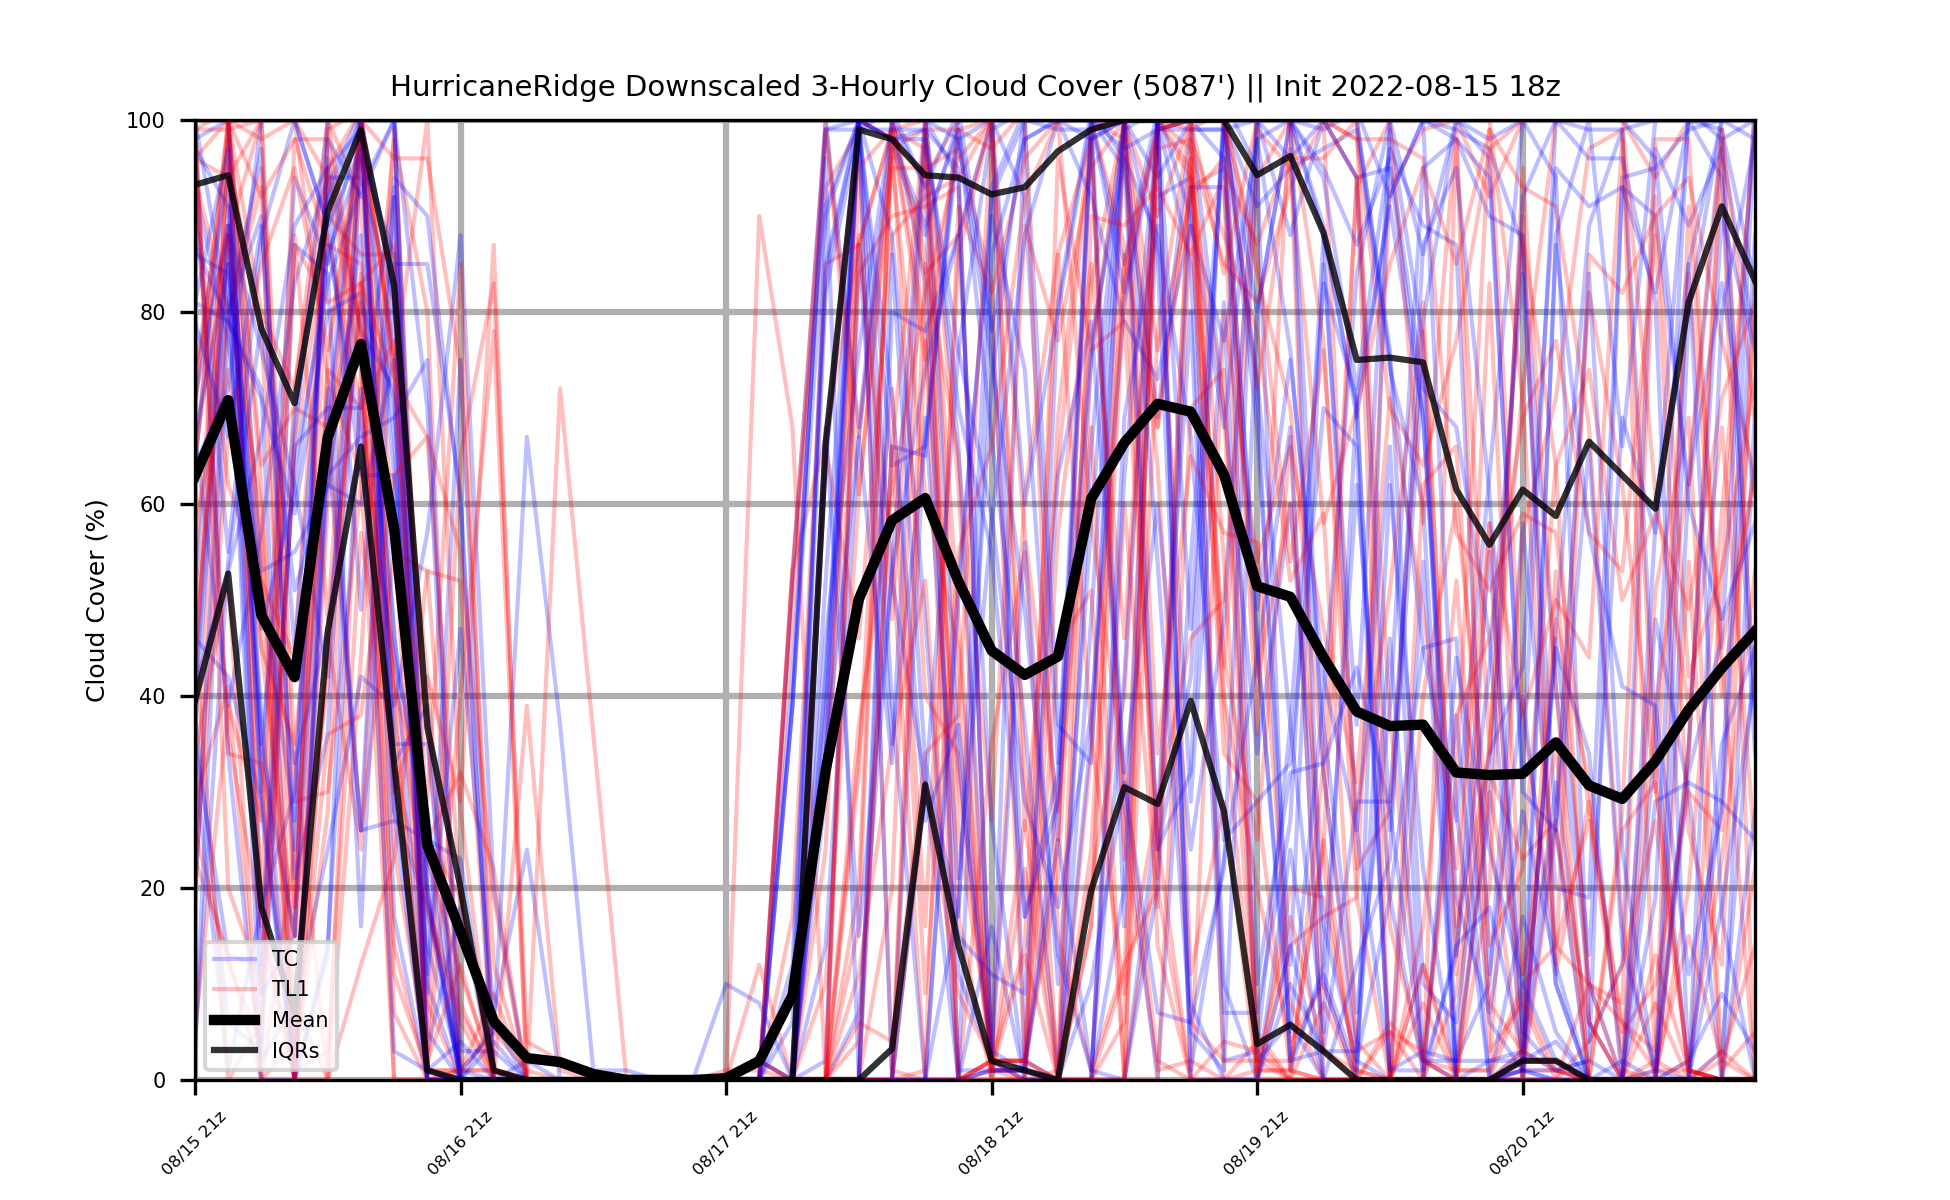 HurricaneRidge Downscaled 3-Hourly Cloud Cover (5087') || Init 2022-08-15 18z
Cloud Cover (%)
100
80
60
40
20
0
TC
TL1
Mean
IQRs
08/15 21z
08/16 21z
08/17 21z
08/18 21z
08/19 21z
08/20 21z